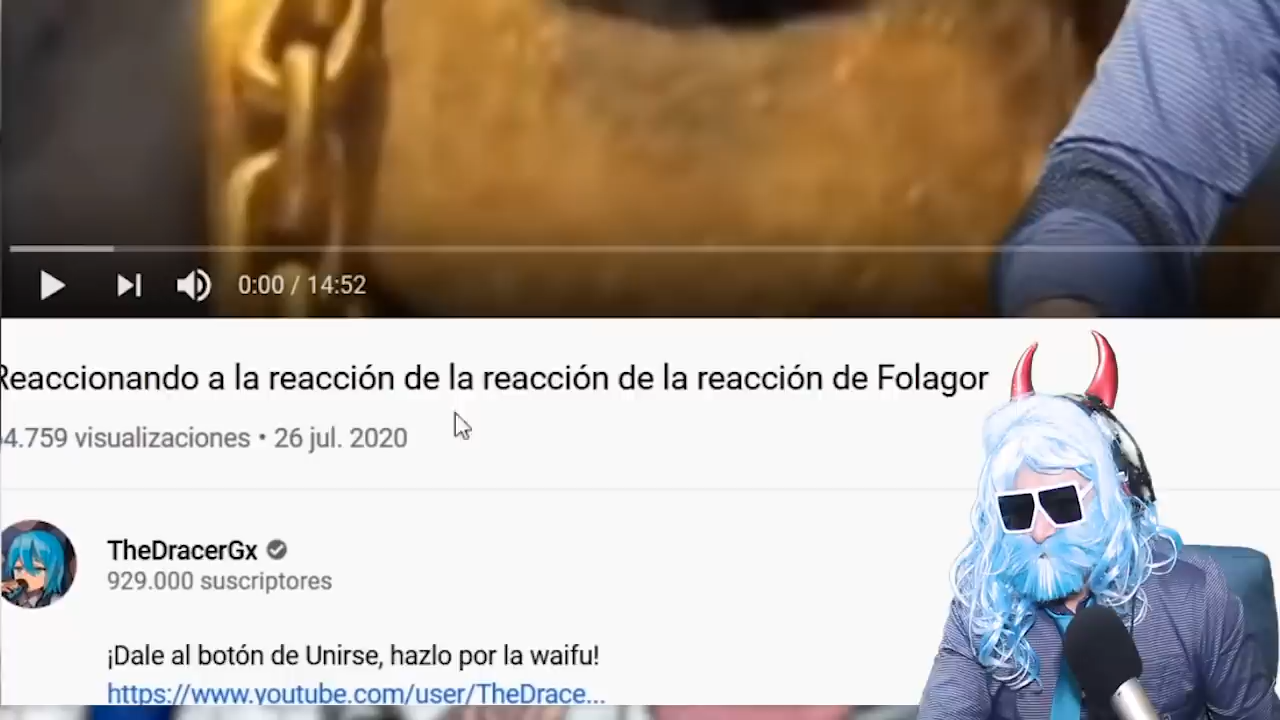 0:00 / 14:52
Reaccionando a la reacción de la reacción de la reacción de Folagor
4.759 visualizaciones • 26 jul. 2020
TheDracerGx
929.000 suscriptores
¡Dale al botón de Unirse, hazlo por la waifu!
https://www.youtube.com/user/TheDrace...